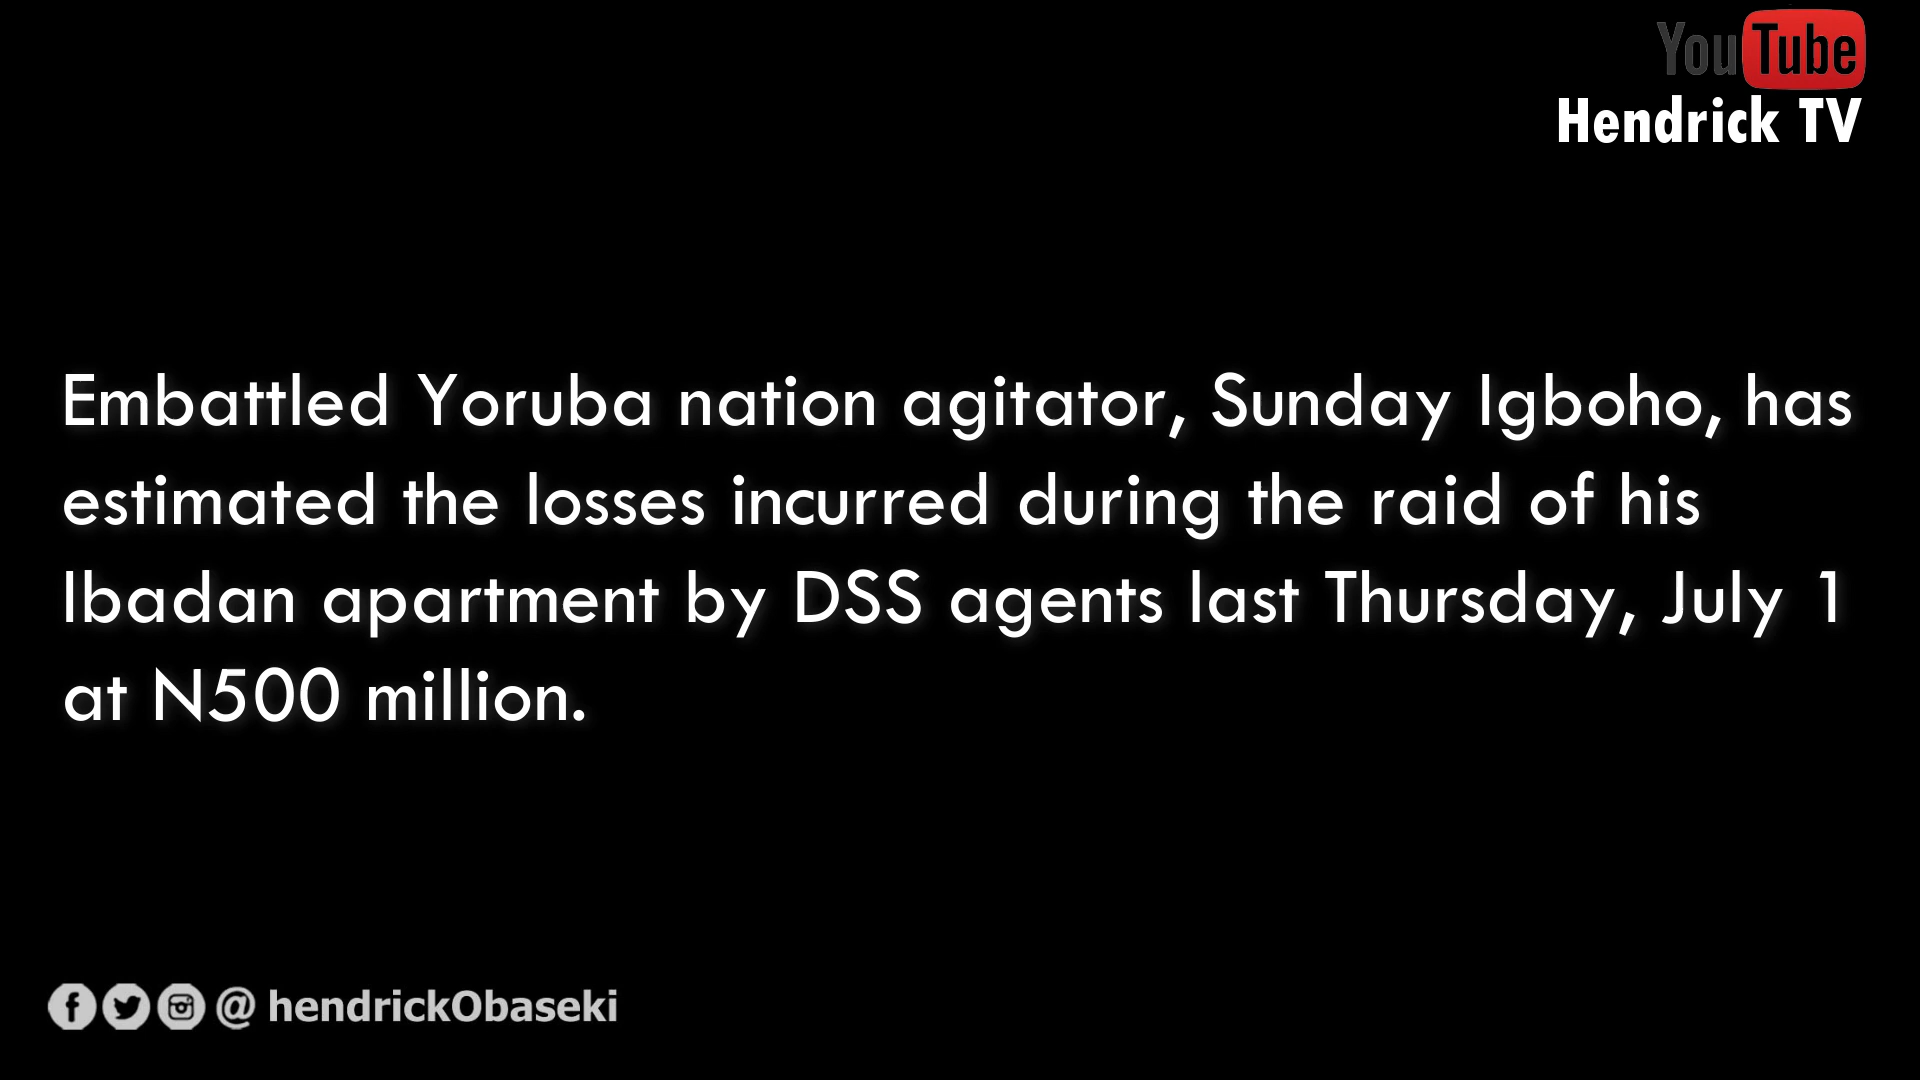 YouTube
Hendrick TV
Embattled Yoruba nation agitator, Sunday Igboho, has
estimated the losses incurred during the raid of his
Ibadan apartment by DSS agents last Thursday, July 1
at N500 million.
@ hendrickObaseki